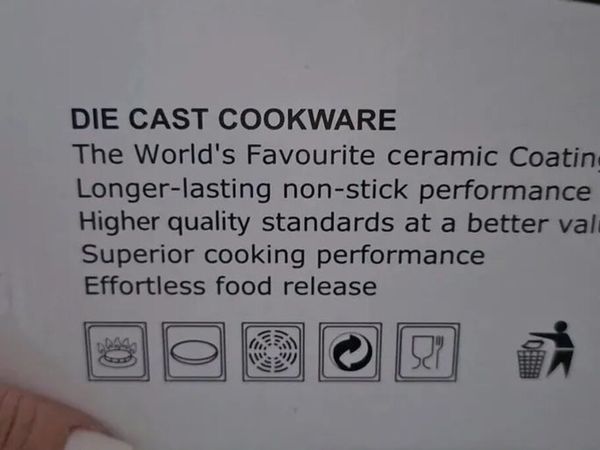 DIE CAST COOKWARE
The World's Favourite ceramic Coating
Longer-lasting non-stick performance
Higher quality standards at a better
Superior cooking performance
Effortless food release